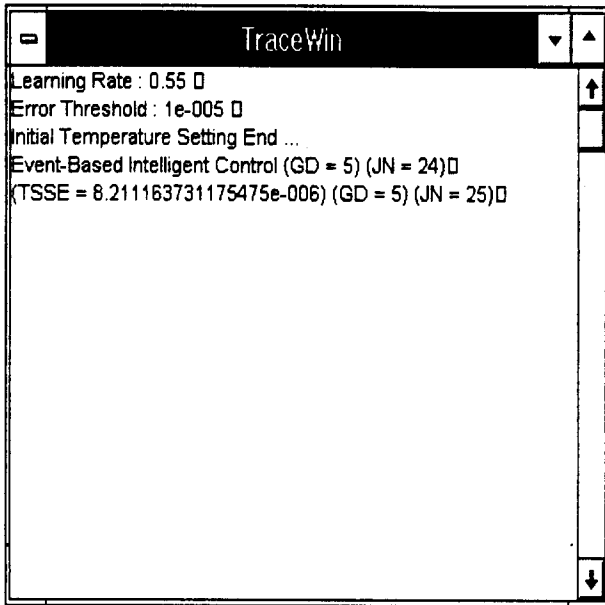 TraceWin
Learning Rate : 0.55 
Error Threshold : 1e-005 
Initial Temperature Setting End ...
Event-Based Intelligent Control (GD = 5) (JN = 24)
(TSSE = 8.211163731175475e-006) (GD = 5) (JN = 25)